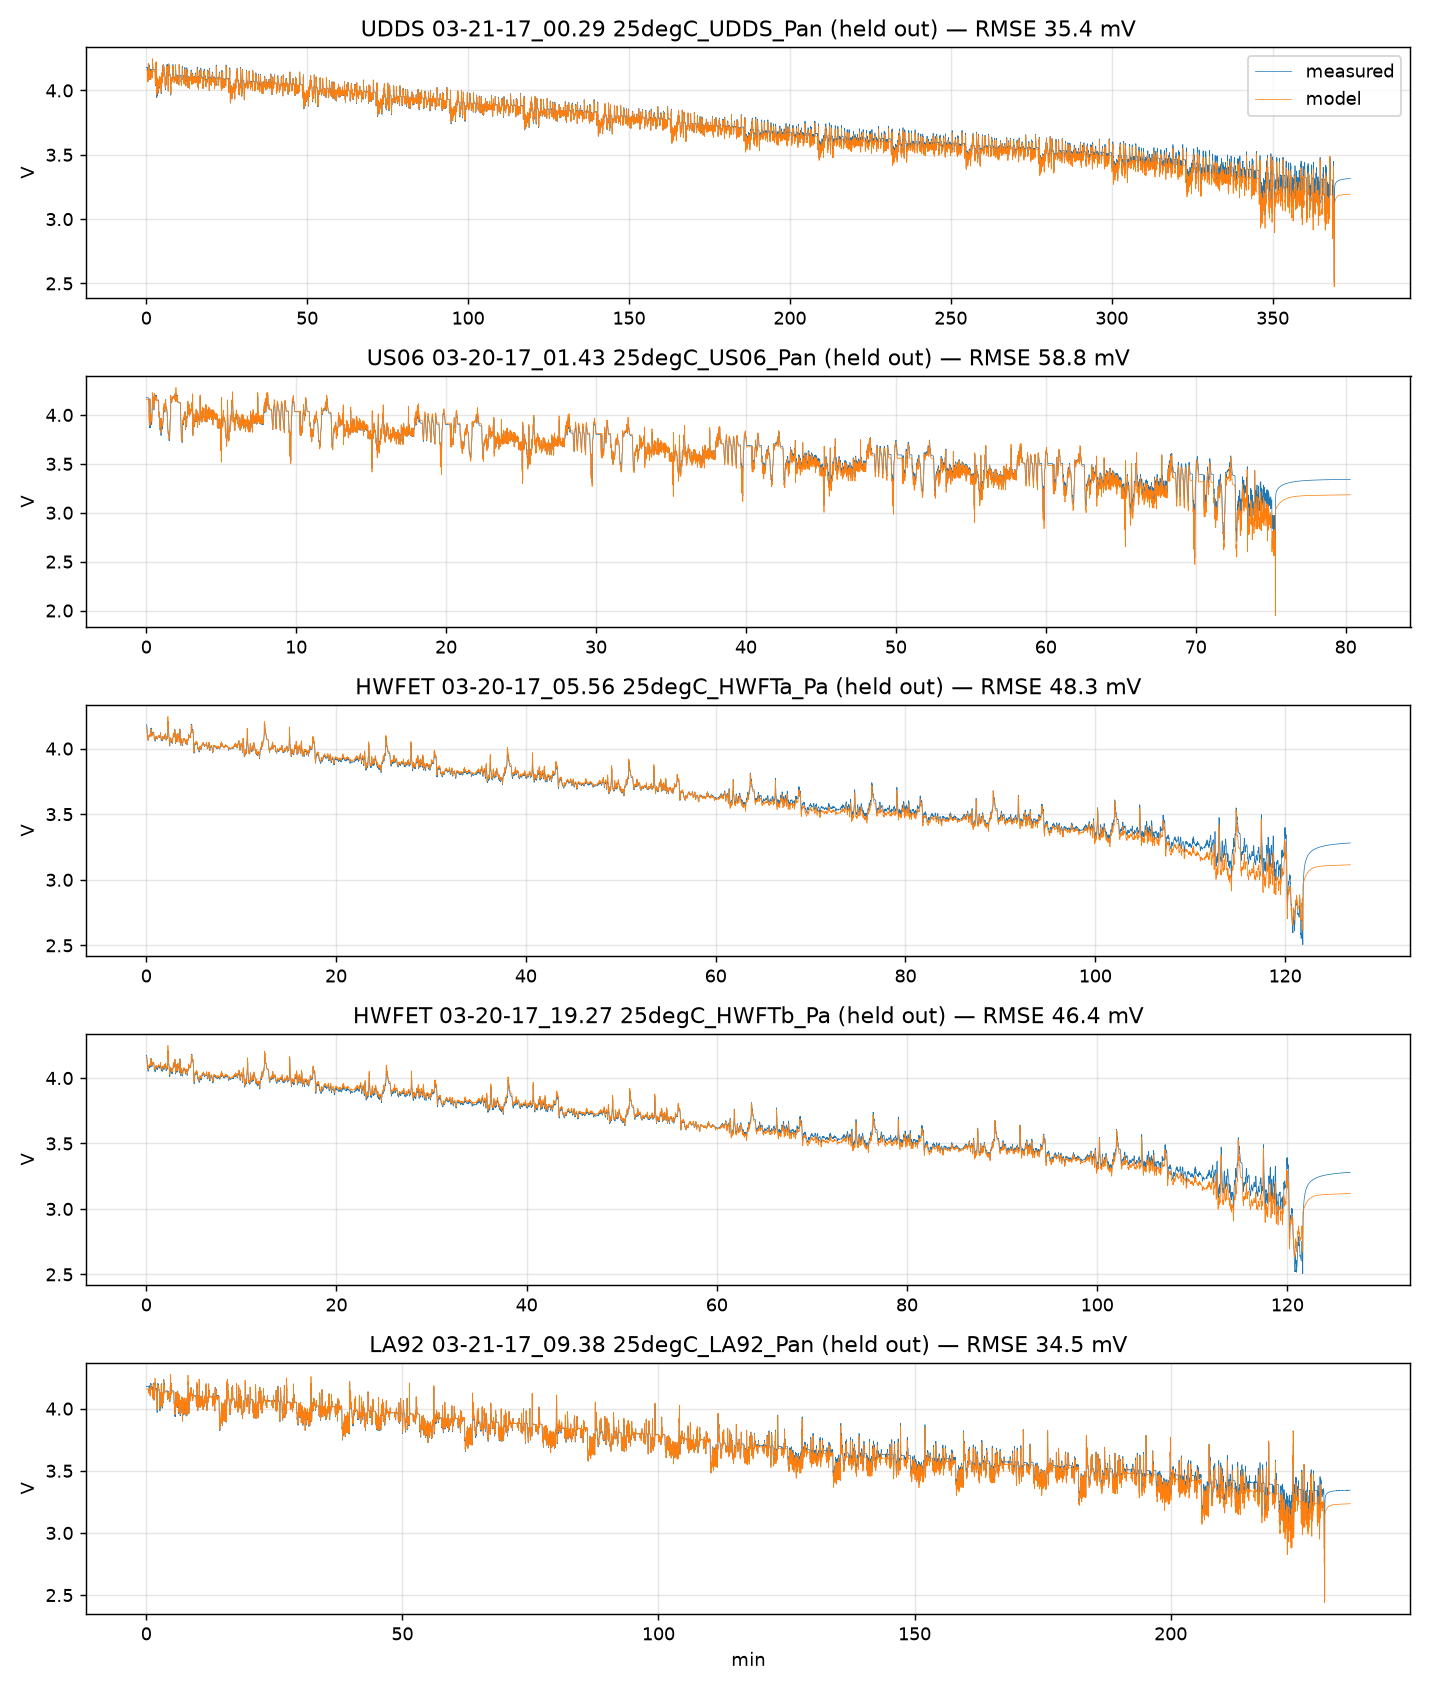 UDDS 03-21-17_00.29 25degC_UDDS_Pan (held out) — RMSE 35.4 mV
measured
model
4.0
3.5
3.0
2.5
V
0 50 100 150 200 250 300 350
US06 03-20-17_01.43 25degC_US06_Pan (held out) — RMSE 58.8 mV
4.0
3.5
3.0
2.5
2.0
V
0 10 20 30 40 50 60 70 80
HWFET 03-20-17_05.56 25degC_HWFTa_Pa (held out) — RMSE 48.3 mV
4.0
3.5
3.0
2.5
V
0 20 40 60 80 100 120
HWFET 03-20-17_19.27 25degC_HWFTb_Pa (held out) — RMSE 46.4 mV
4.0
3.5
3.0
2.5
V
0 20 40 60 80 100 120
LA92 03-21-17_09.38 25degC_LA92_Pan (held out) — RMSE 34.5 mV
4.0
3.5
3.0
2.5
V
0 50 100 150 200
min